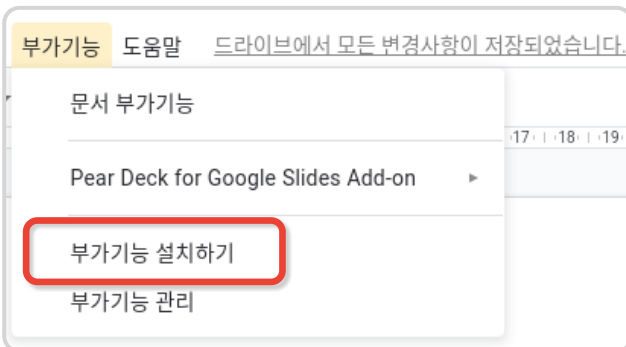 부가기능 도움말 드라이브에서 모든 변경사항이 저장되었습니다.
문서 부가기능
17 18 19
Pear Deck for Google Slides Add-on ▸
부가기능 설치하기
부가기능 관리